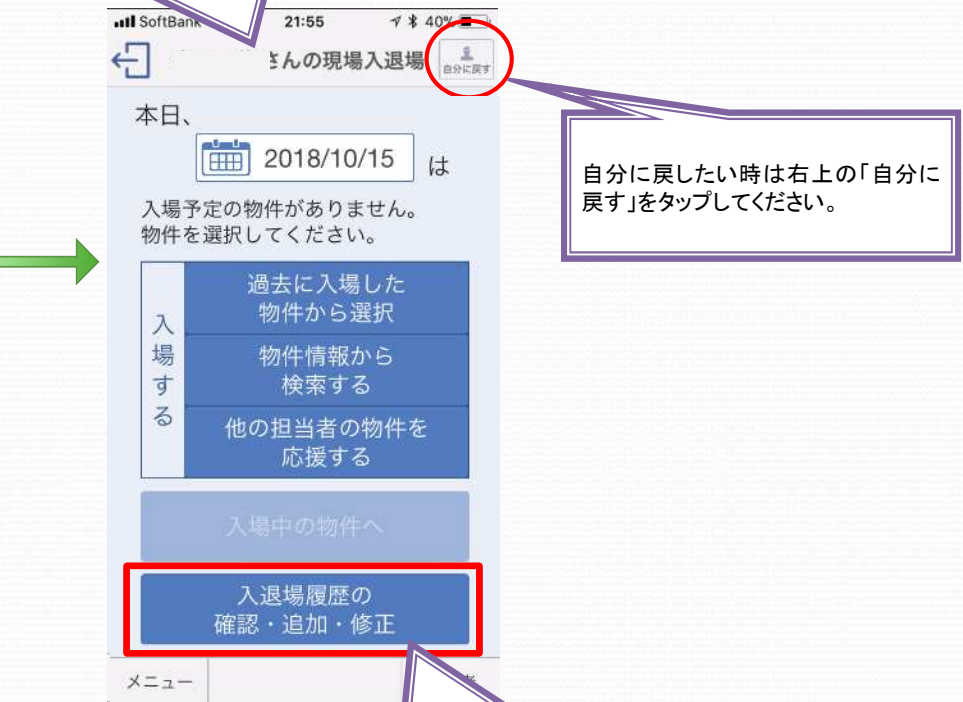 SoftBank 21:55 40%
さんの現場入退場
自分に戻す
本日、
2018/10/15 は
入場予定の物件がありません。
物件を選択してください。
入場する
過去に入場した
物件から選択
物件情報から
検索する
他の担当者の物件を
応援する
入場中の物件へ
入退場履歴の
確認・追加・修正
メニュー
自分に戻したい時は右上の「自分に
戻す」をタップしてください。